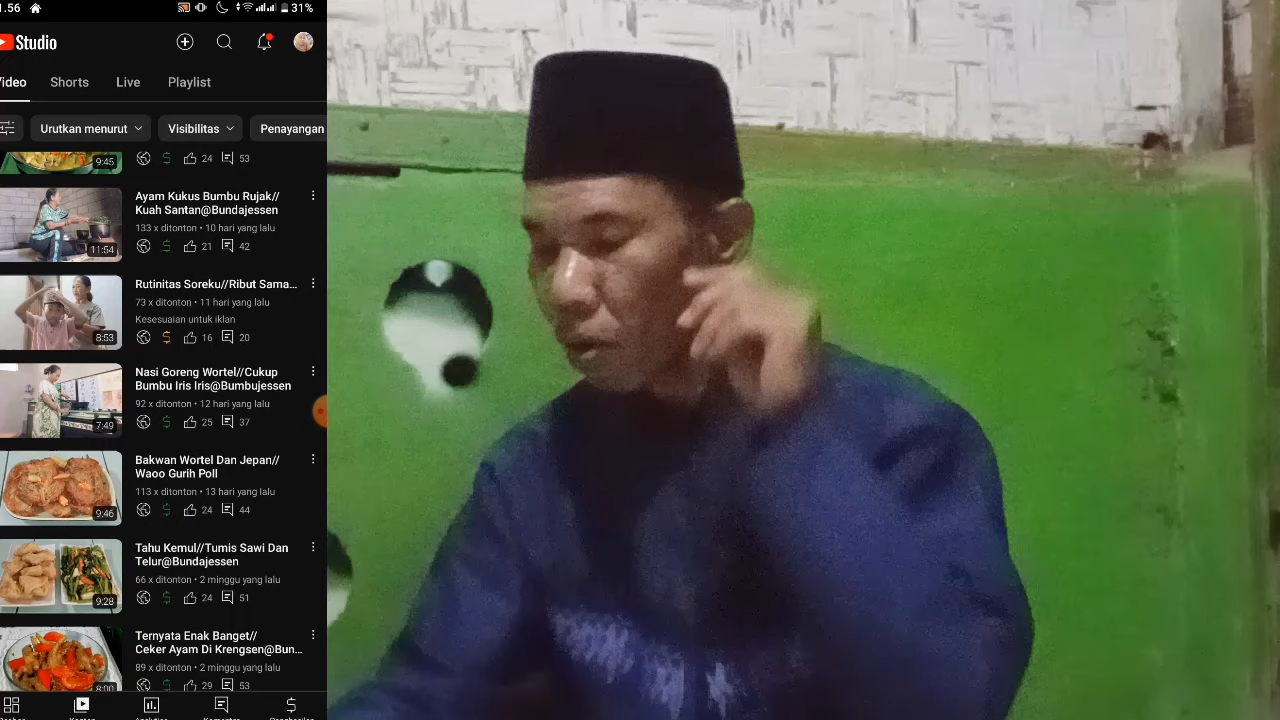 1.56
31%
Studio
Video
Shorts
Live
Playlist
Urutkan menurut
Visibilitas
Penayangan
9:45
24
53
Ayam Kukus Bumbu Rujak//
Kuah Santan@Bundajessen
133 x ditonton • 10 hari yang lalu
11:54
21
42
Rutinitas Soreku//Ribut Sama...
73 x ditonton • 11 hari yang lalu
Kesesuaian untuk iklan
8:53
16
20
Nasi Goreng Wortel//Cukup
Bumbu Iris Iris@Bumbujessen
92 x ditonton • 12 hari yang lalu
7:49
25
37
Bakwan Wortel Dan Jepan//
Waoo Gurih Poll
113 x ditonton • 13 hari yang lalu
9:46
24
44
Tahu Kemul//Tumis Sawi Dan
Telur@Bundajessen
66 x ditonton • 2 minggu yang lalu
9:28
24
51
Ternyata Enak Banget//
Ceker Ayam Di Krengsen@Bun...
89 x ditonton • 2 minggu yang lalu
8:00
29
53